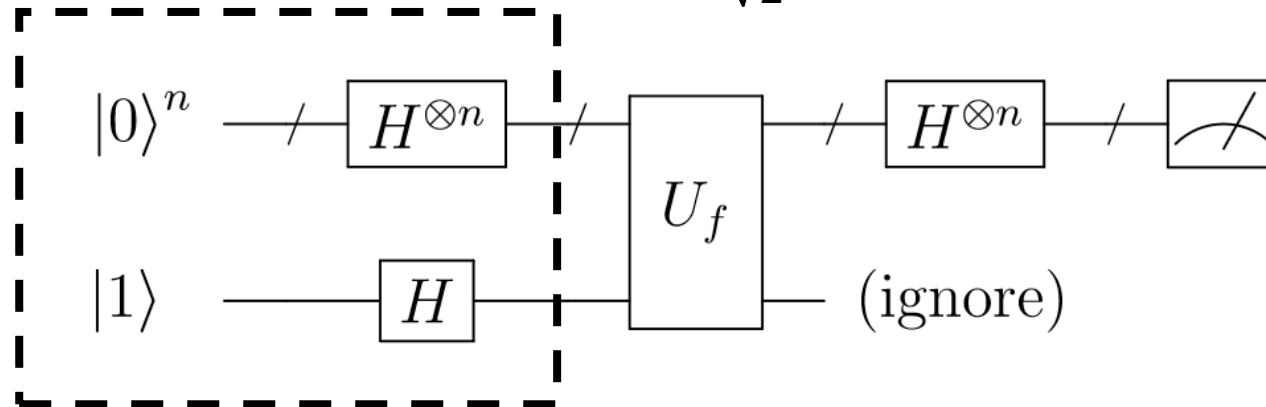 |0⟩ⁿ H^{⊗n} H^{⊗n}
U_f
|1⟩ H (ignore)